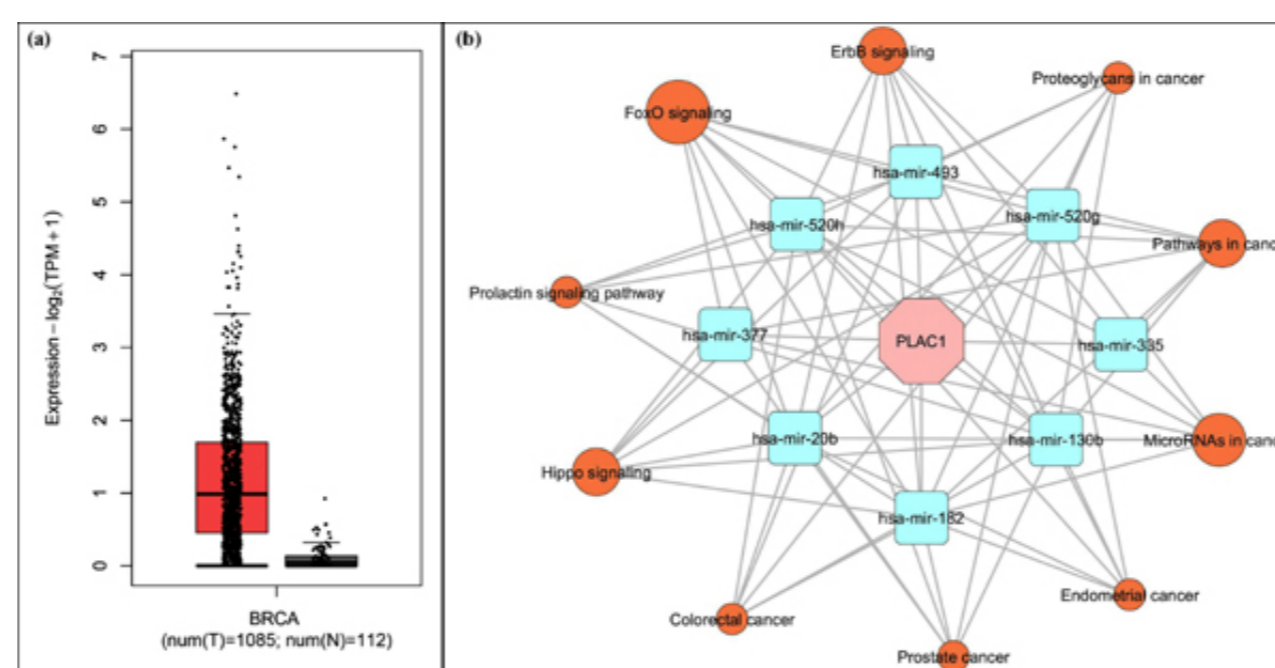 (a)
7
6
5
4
3
2
1
0
Expression – log2(TPM + 1)
BRCA
(num(T)=1085; num(N)=112)
(b)
ErbB signaling
Proteoglycans in cancer
FoxO signaling
hsa-mir-493
hsa-mir-520g
hsa-mir-520h
Pathways in canc
Prolactin signaling pathway
hsa-mir-377
PLAC1
hsa-mir-335
hsa-mir-20b
hsa-mir-130b
MicroRNAs in canc
Hippo signaling
hsa-mir-182
Endometrial cancer
Colorectal cancer
Prostate cancer